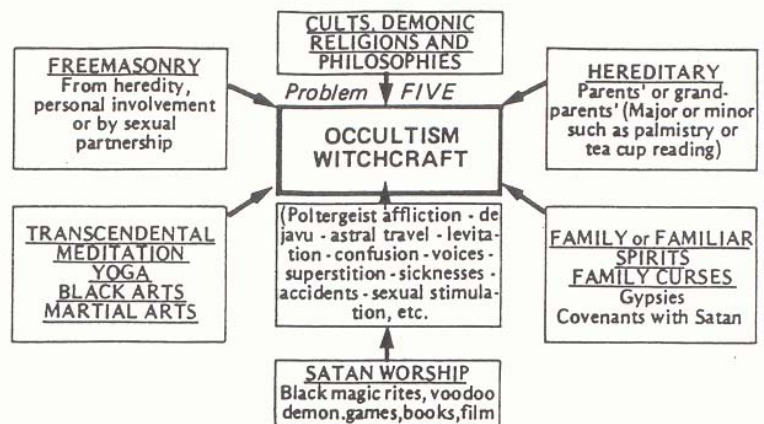 CULTS, DEMONIC
RELIGIONS AND
PHILOSOPHIES
FREEMASONRY
From heredity,
personal involvement
or by sexual
partnership
Problem FIVE
HEREDITARY
Parents' or grand-
parents' (Major or minor
such as palmistry or
tea cup reading)
OCCULTISM
WITCHCRAFT
TRANSCENDENTAL
MEDITATION
YOGA
BLACK ARTS
MARTIAL ARTS
(Poltergeist affliction - de
javu - astral travel - levita-
tion - confusion - voices -
superstition - sicknesses -
accidents - sexual stimula-
tion, etc.
FAMILY or FAMILIAR
SPIRITS
FAMILY CURSES
Gypsies
Covenants with Satan
SATAN WORSHIP
Black magic rites, voodoo
demon.games,books,film